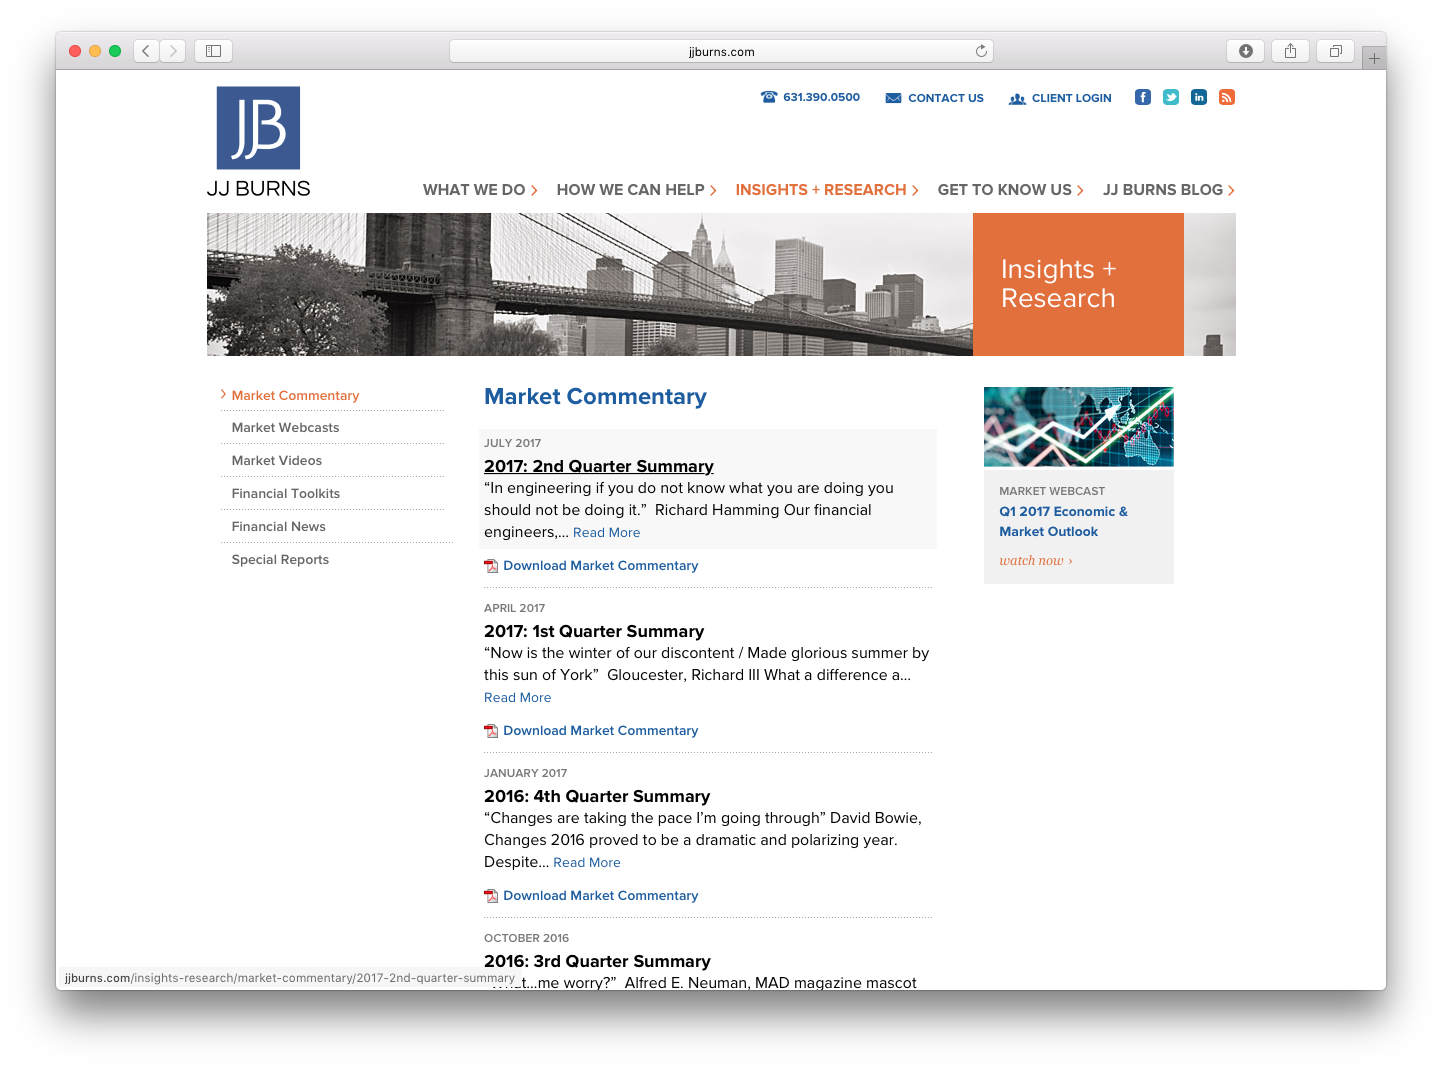 jjburns.com
JJB
JJ BURNS
631.390.0500
CONTACT US
CLIENT LOGIN
WHAT WE DO
HOW WE CAN HELP
INSIGHTS + RESEARCH
GET TO KNOW US
JJ BURNS BLOG
Insights +
Research
Market Commentary
Market Webcasts
Market Videos
Financial Toolkits
Financial News
Special Reports
Market Commentary
JULY 2017
2017: 2nd Quarter Summary
“In engineering if you do not know what you are doing you
should not be doing it.”  Richard Hamming Our financial
engineers,... Read More
Download Market Commentary
APRIL 2017
2017: 1st Quarter Summary
“Now is the winter of our discontent / Made glorious summer by
this sun of York”  Gloucester, Richard III What a difference a...
Read More
Download Market Commentary
JANUARY 2017
2016: 4th Quarter Summary
“Changes are taking the pace I’m going through” David Bowie,
Changes 2016 proved to be a dramatic and polarizing year.
Despite... Read More
Download Market Commentary
OCTOBER 2016
2016: 3rd Quarter Summary
...me worry?”  Alfred E. Neuman, MAD magazine mascot
MARKET WEBCAST
Q1 2017 Economic &
Market Outlook
watch now ›
jjburns.com/insights-research/market-commentary/2017-2nd-quarter-summary